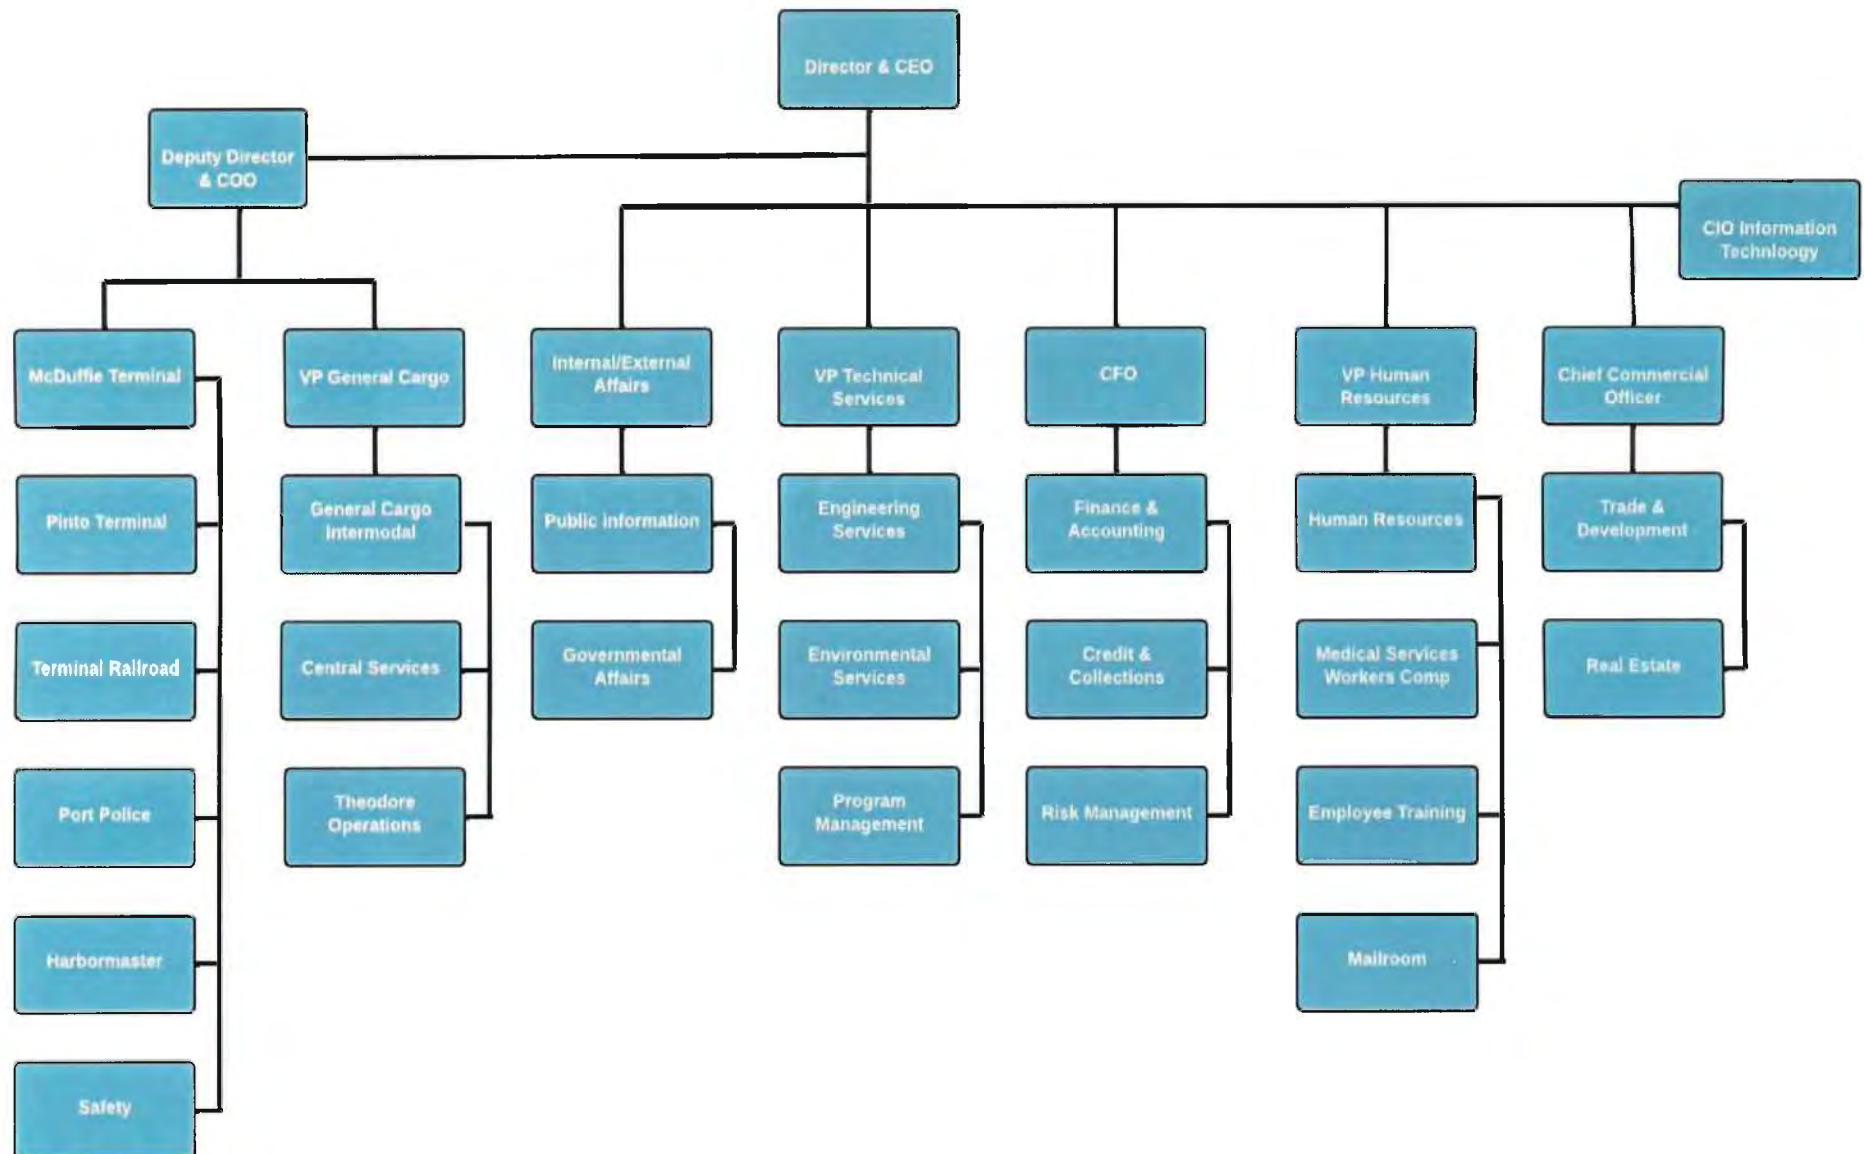 Director & CEO
Deputy Director
& COO
CIO Information
Technloogy
McDuffie Terminal
VP General Cargo
Internal/External
Affairs
VP Technical
Services
CFO
VP Human
Resources
Chief Commercial
Officer
Pinto Terminal
General Cargo
Intermodal
Public Information
Engineering
Services
Finance &
Accounting
Human Resources
Trade &
Development
Terminal Railroad
Central Services
Governmental
Affairs
Environmental
Services
Credit &
Collections
Medical Services
Workers Comp
Real Estate
Port Police
Theodore
Operations
Program
Management
Risk Management
Employee Training
Harbormaster
Mailroom
Safety